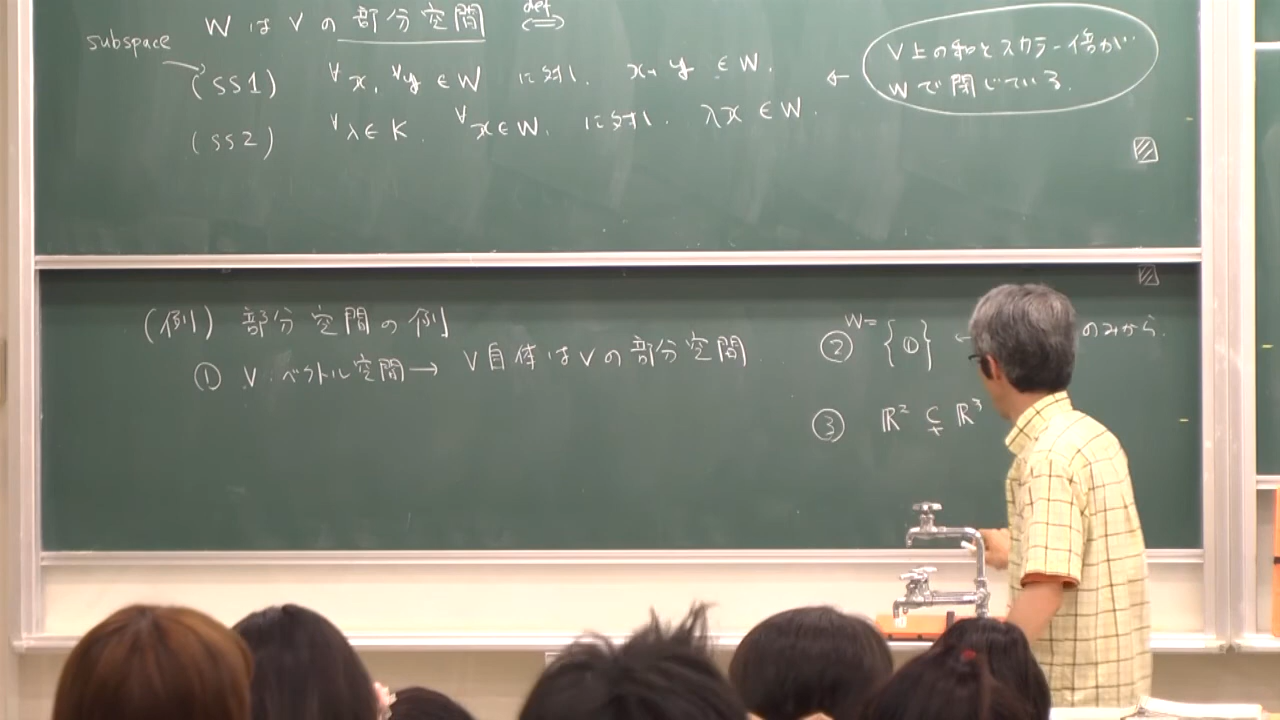 W は V の 部分空間 def ⟺
subspace
(SS1) ∀x, ∀y ∈ W に対し. x+y ∈ W.
(SS2) ∀λ ∈ K. ∀x ∈ W. に対し. λx ∈ W.
← V上の和とスカラー倍が
Wで閉じている.
(例) 部分空間の例
① V: ベクトル空間 → V自体はVの部分空間
② W= {0} ← のみから.
③ ℝ² ⊊ ℝ³